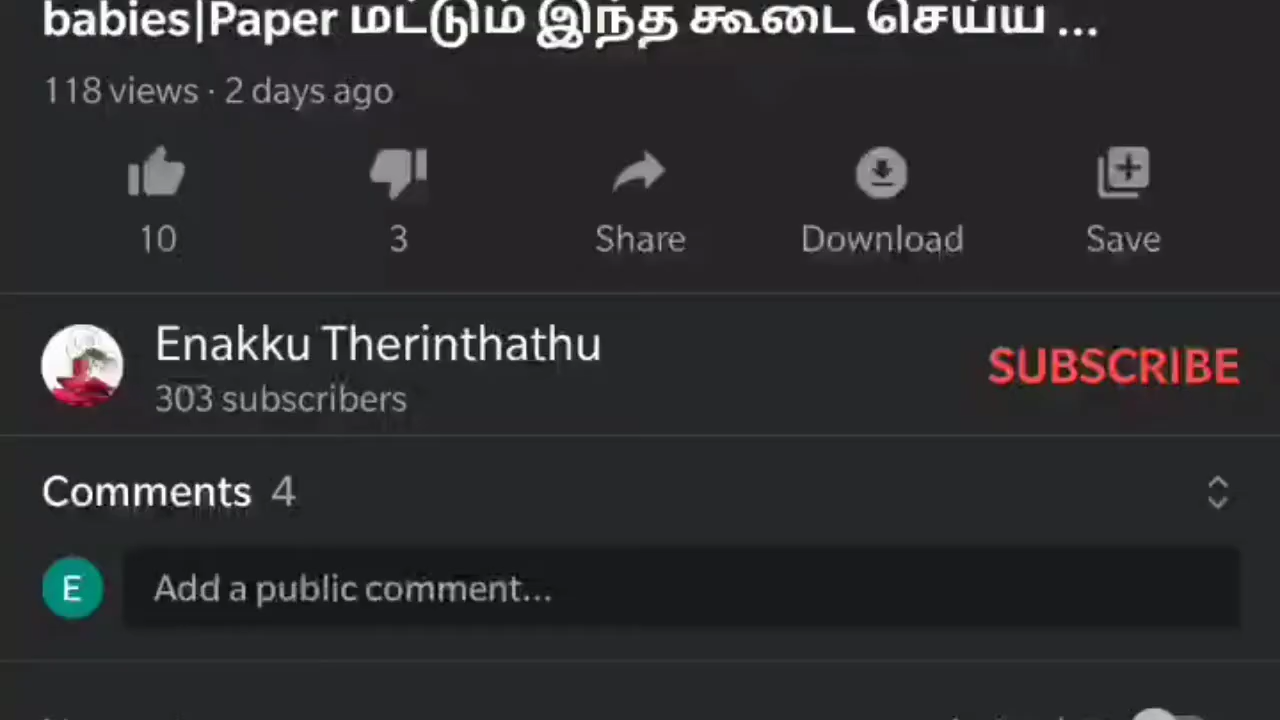 babies|Paper மட்டும் இந்த கூடை செய்ய ...
118 views · 2 days ago
10
3
Share
Download
Save
Enakku Therinthathu
303 subscribers
SUBSCRIBE
Comments 4
E
Add a public comment...